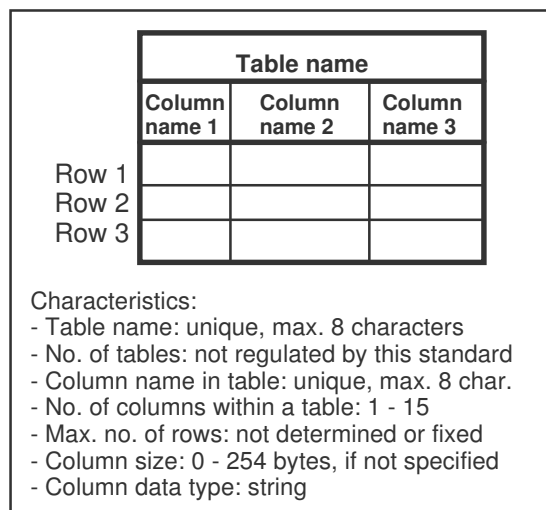 Table name
Column Column Column
name 1 name 2 name 3
Row 1
Row 2
Row 3
Characteristics:
- Table name: unique, max. 8 characters
- No. of tables: not regulated by this standard
- Column name in table: unique, max. 8 char.
- No. of columns within a table: 1 - 15
- Max. no. of rows: not determined or fixed
- Column size: 0 - 254 bytes, if not specified
- Column data type: string